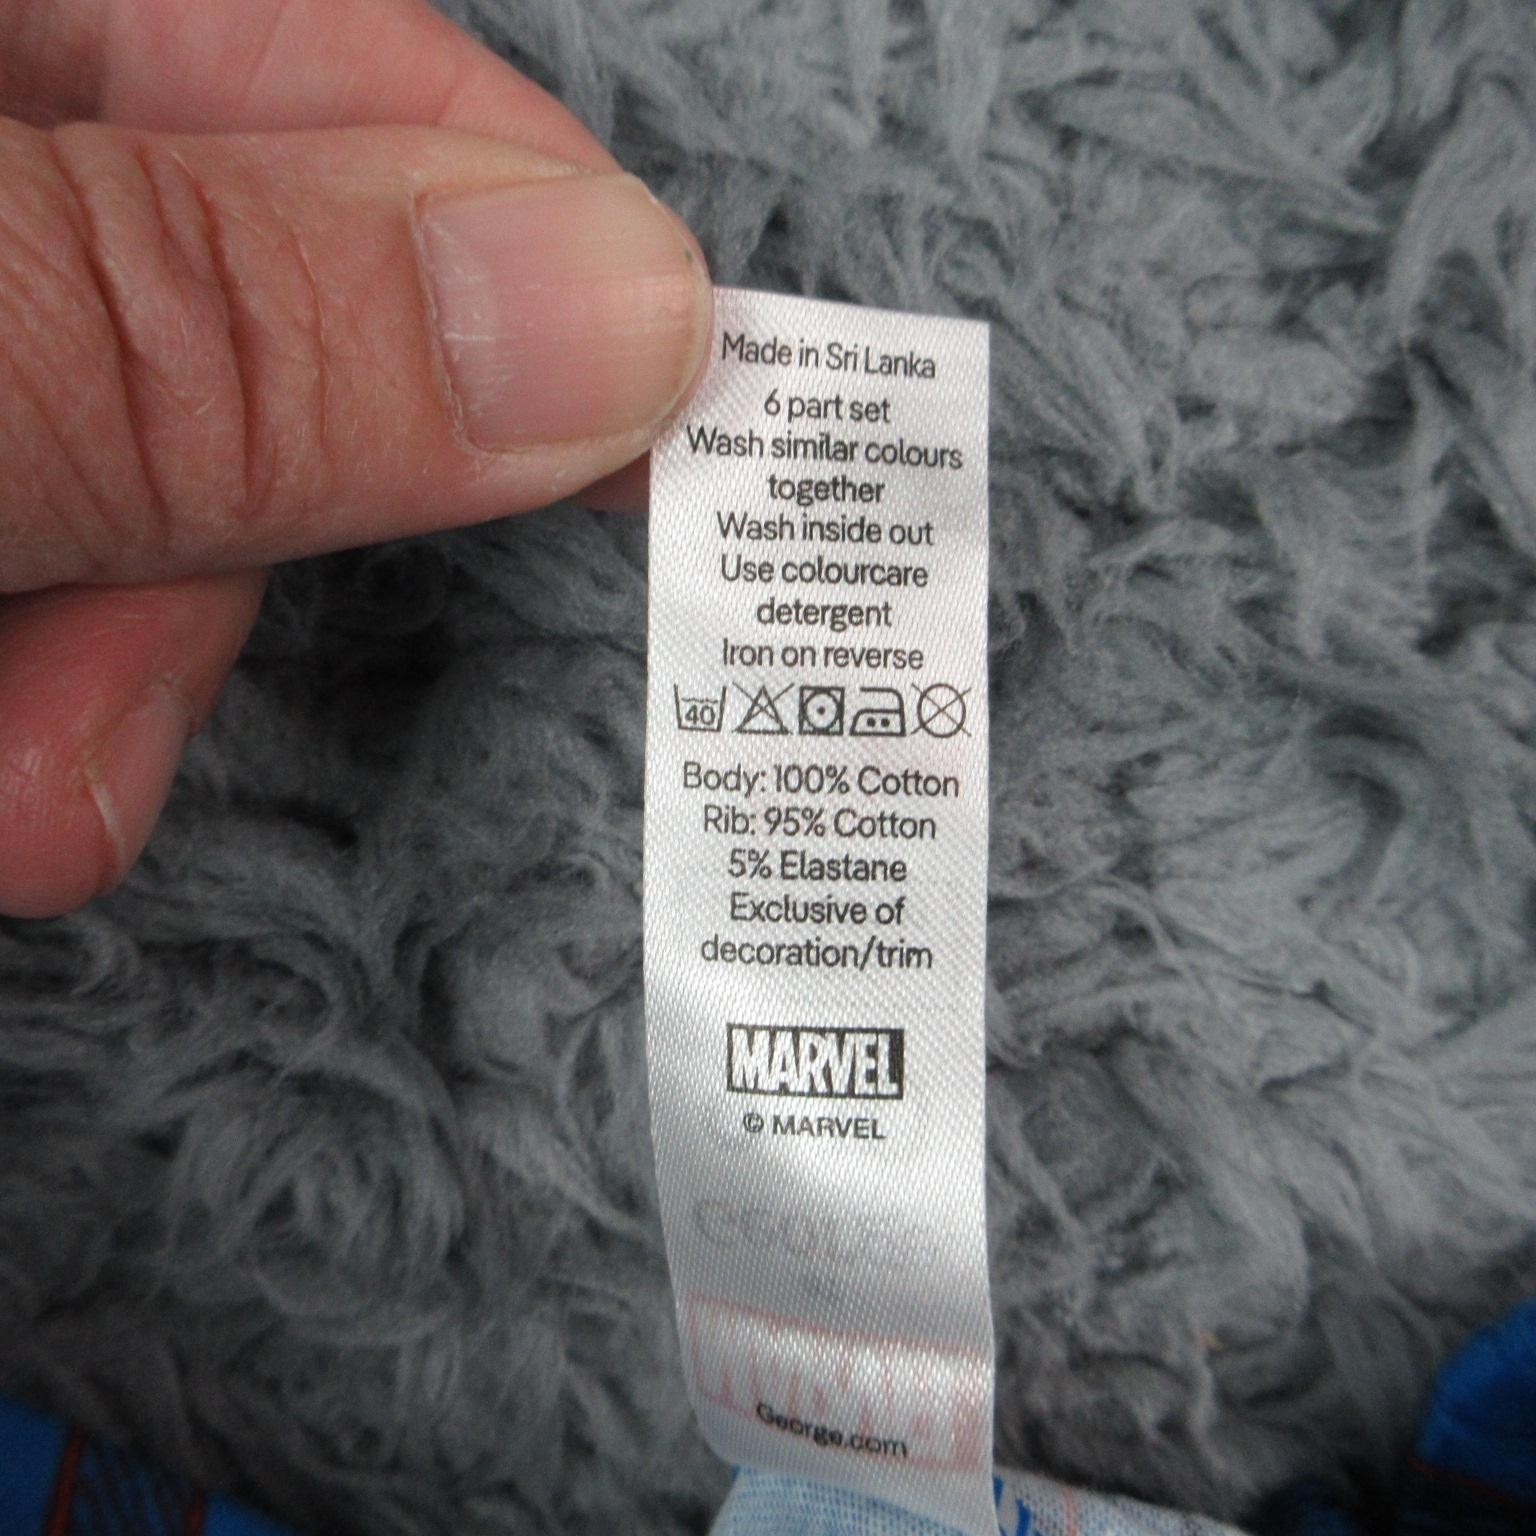 Made in Sri Lanka
6 part set
Wash similar colours
together
Wash inside out
Use colourcare
detergent
Iron on reverse
40
Body: 100% Cotton
Rib: 95% Cotton
5% Elastane
Exclusive of
decoration/trim
MARVEL
© MARVEL
George.com